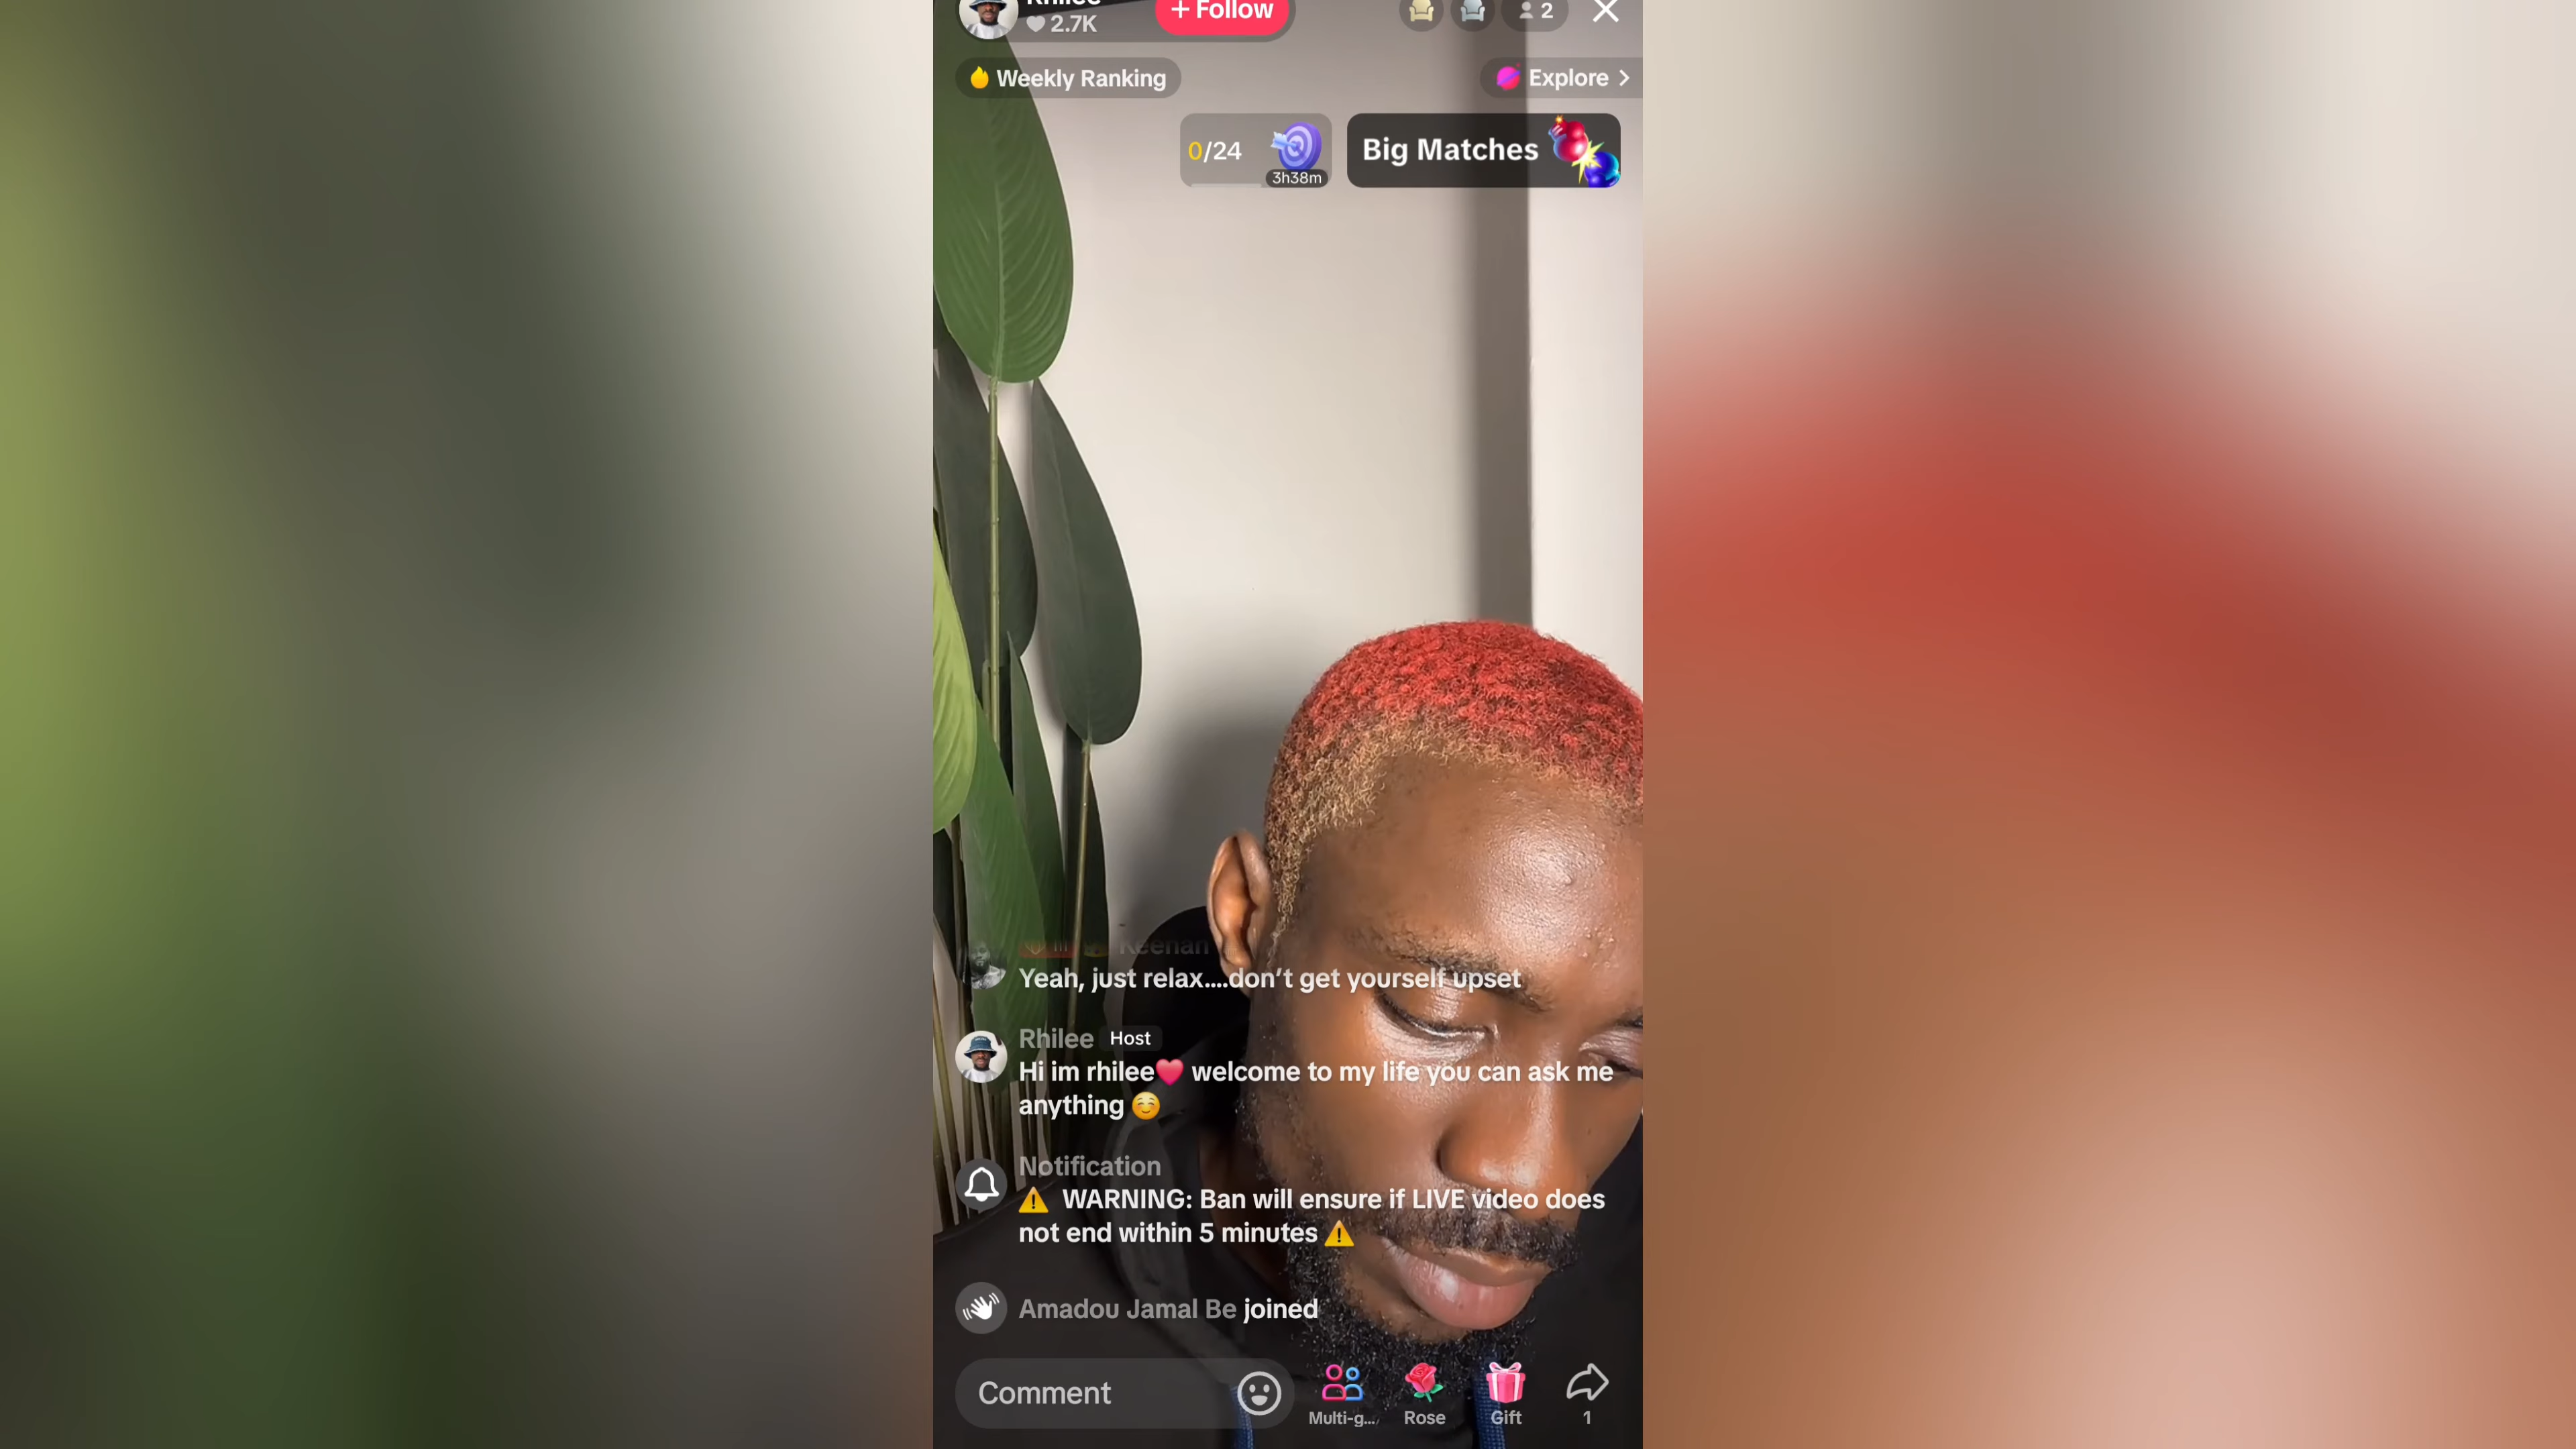 2.7K
+ Follow
2
Weekly Ranking
Explore >
0/24
3h38m
Big Matches
Keenan
Yeah, just relax....don't get yourself upset
Rhilee Host
Hi im rhilee❤️ welcome to my life you can ask me
anything ☺️
Notification
⚠️ WARNING: Ban will ensure if LIVE video does
not end within 5 minutes ⚠️
Amadou Jamal Be joined
Comment
Multi-g...
Rose
Gift
1